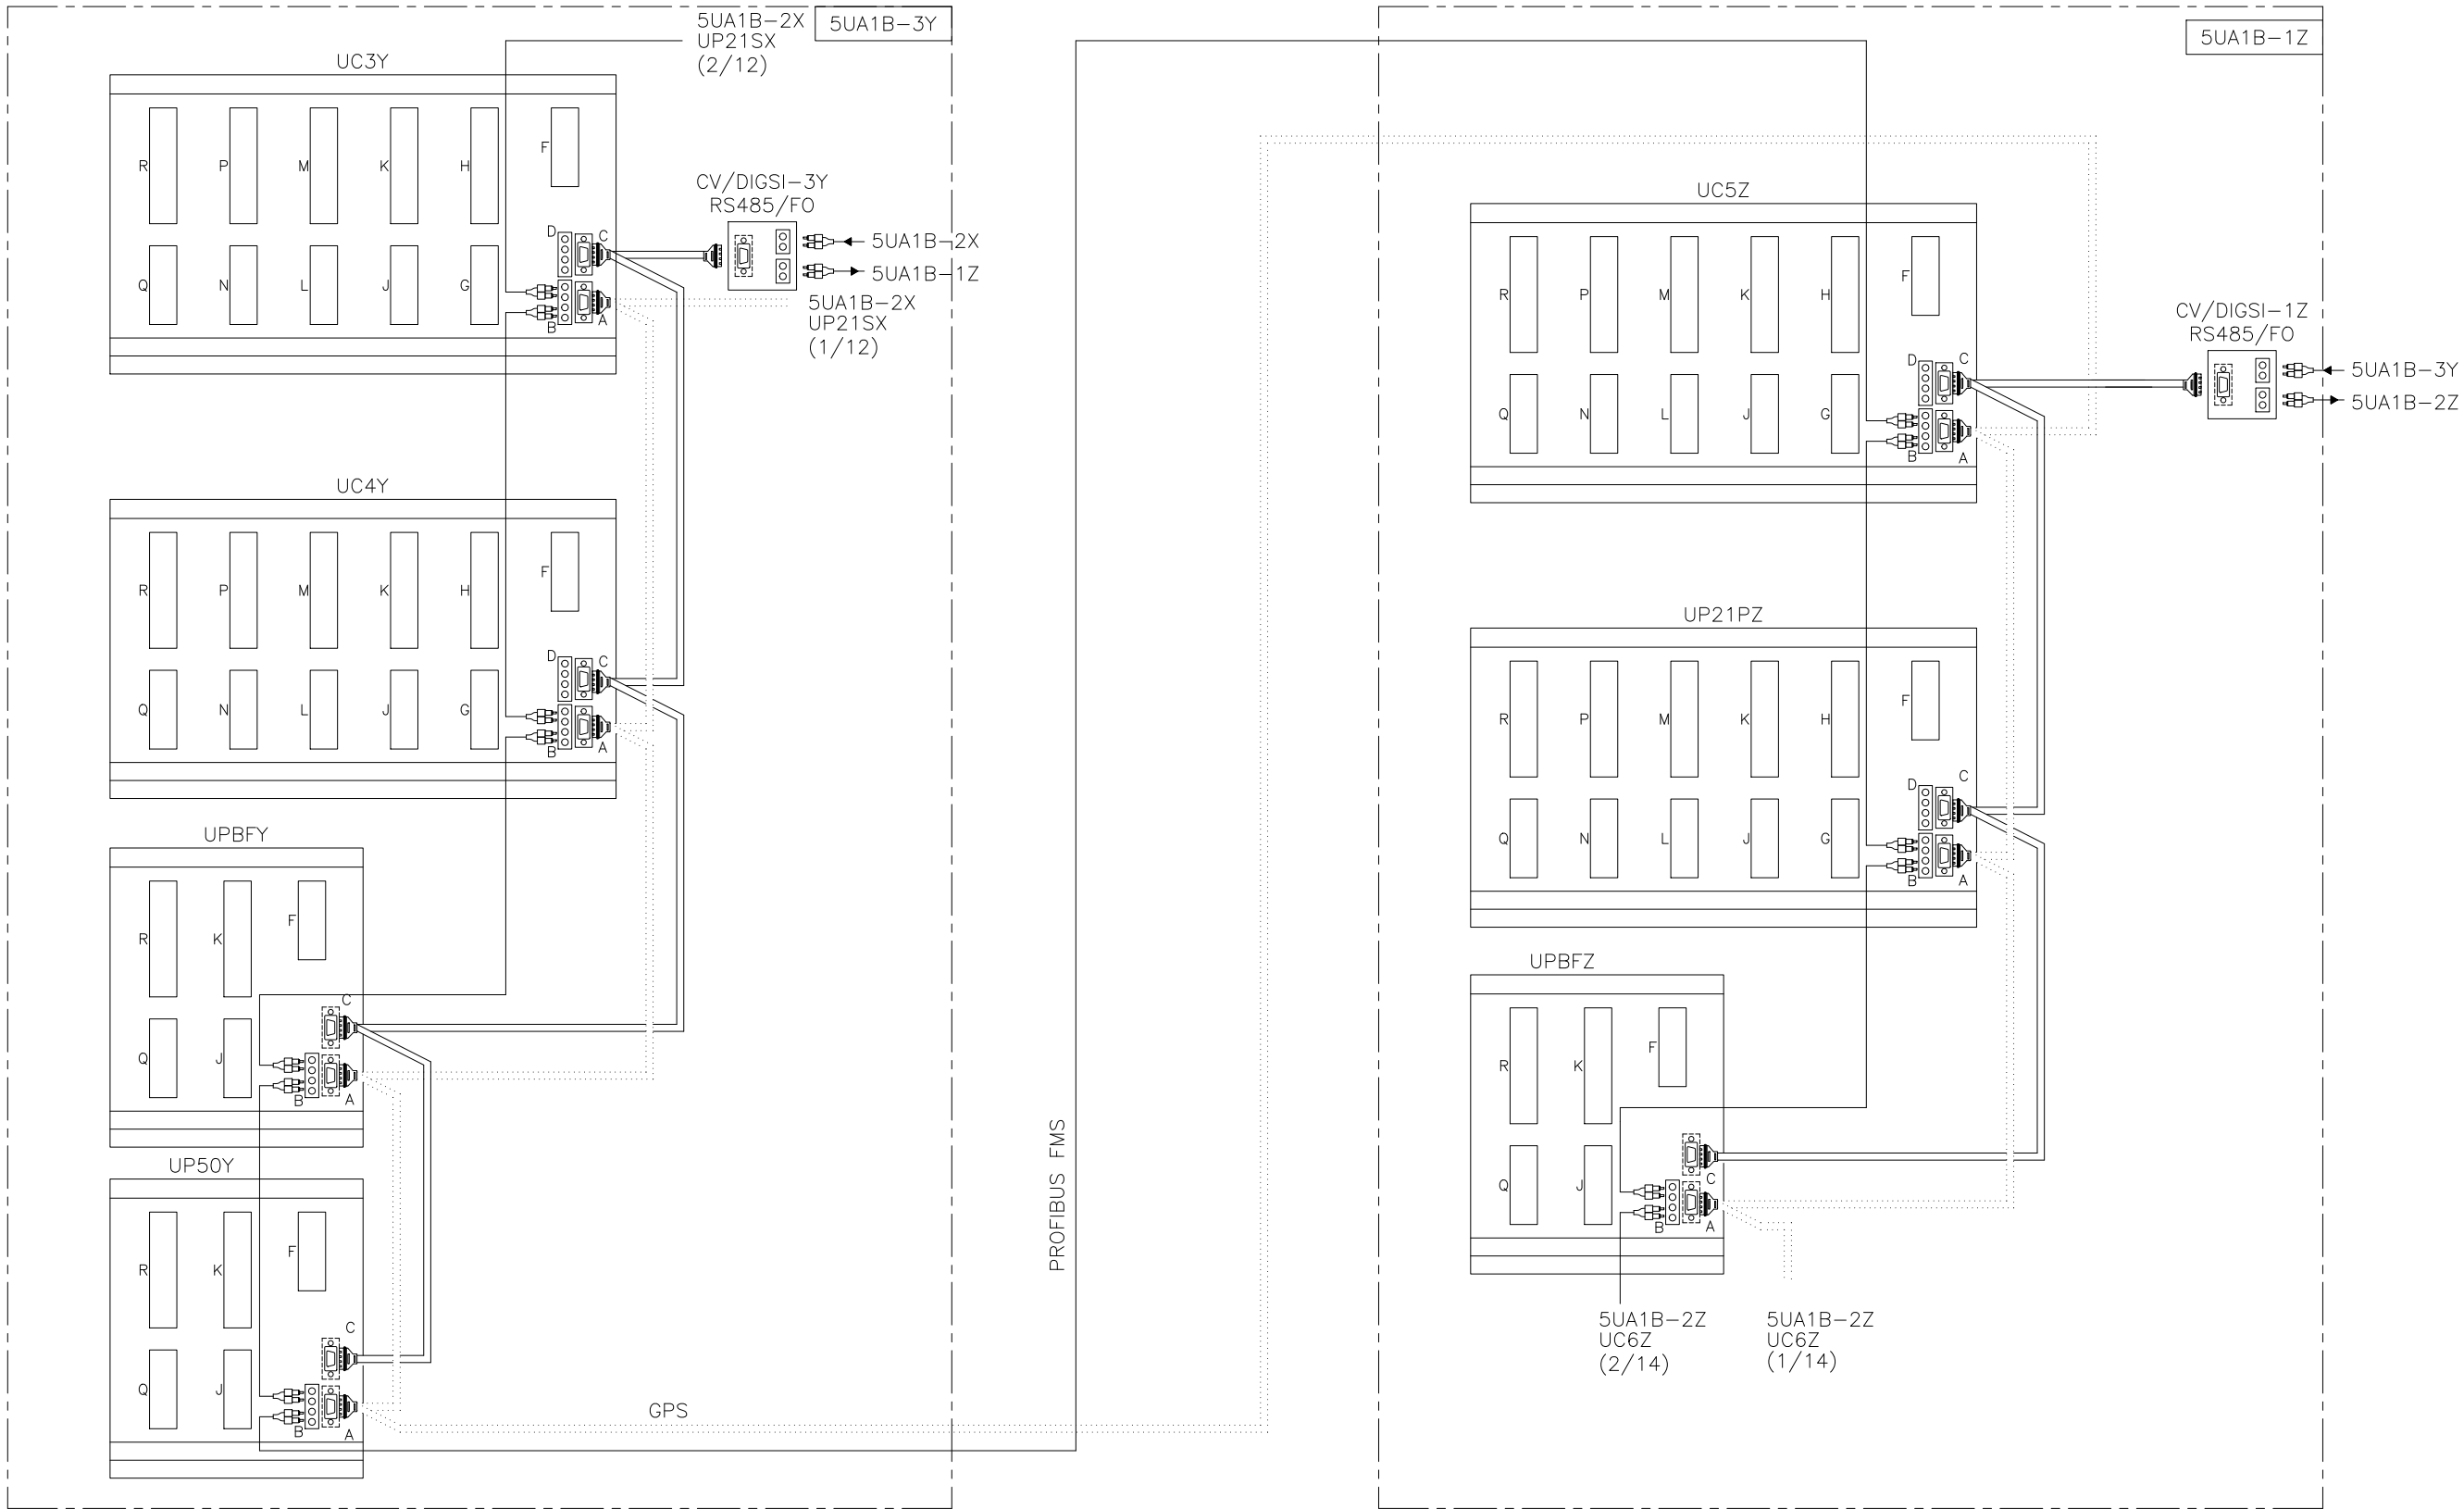 5UA1B-2X
UP21SX
(2/12)
5UA1B-3Y
UC3Y
R
P
M
K
H
F
Q
N
L
J
G
D
C
B
A
CV/DIGSI-3Y
RS485/FO
5UA1B-2X
5UA1B-1Z
5UA1B-2X
UP21SX
(1/12)
UC4Y
R
P
M
K
H
F
Q
N
L
J
G
D
C
B
A
UPBFY
R
K
F
C
Q
J
B
A
UP50Y
R
K
F
C
Q
J
B
A
GPS
PROFIBUS FMS
5UA1B-1Z
UC5Z
R
P
M
K
H
F
Q
N
L
J
G
D
C
B
A
CV/DIGSI-1Z
RS485/FO
5UA1B-3Y
5UA1B-2Z
UP21PZ
R
P
M
K
H
F
Q
N
L
J
G
D
C
B
A
UPBFZ
R
K
F
Q
J
C
B
A
5UA1B-2Z
UC6Z
(2/14)
5UA1B-2Z
UC6Z
(1/14)